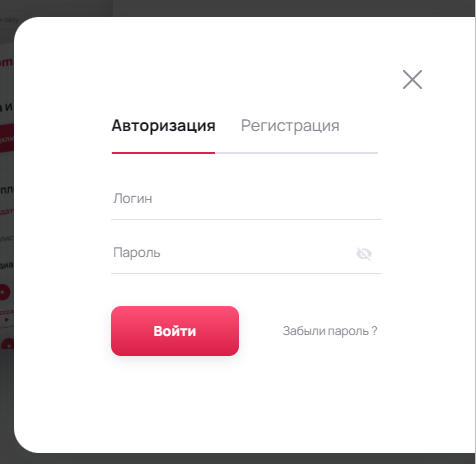 Авторизация Регистрация
Логин
Пароль
Войти Забыли пароль ?